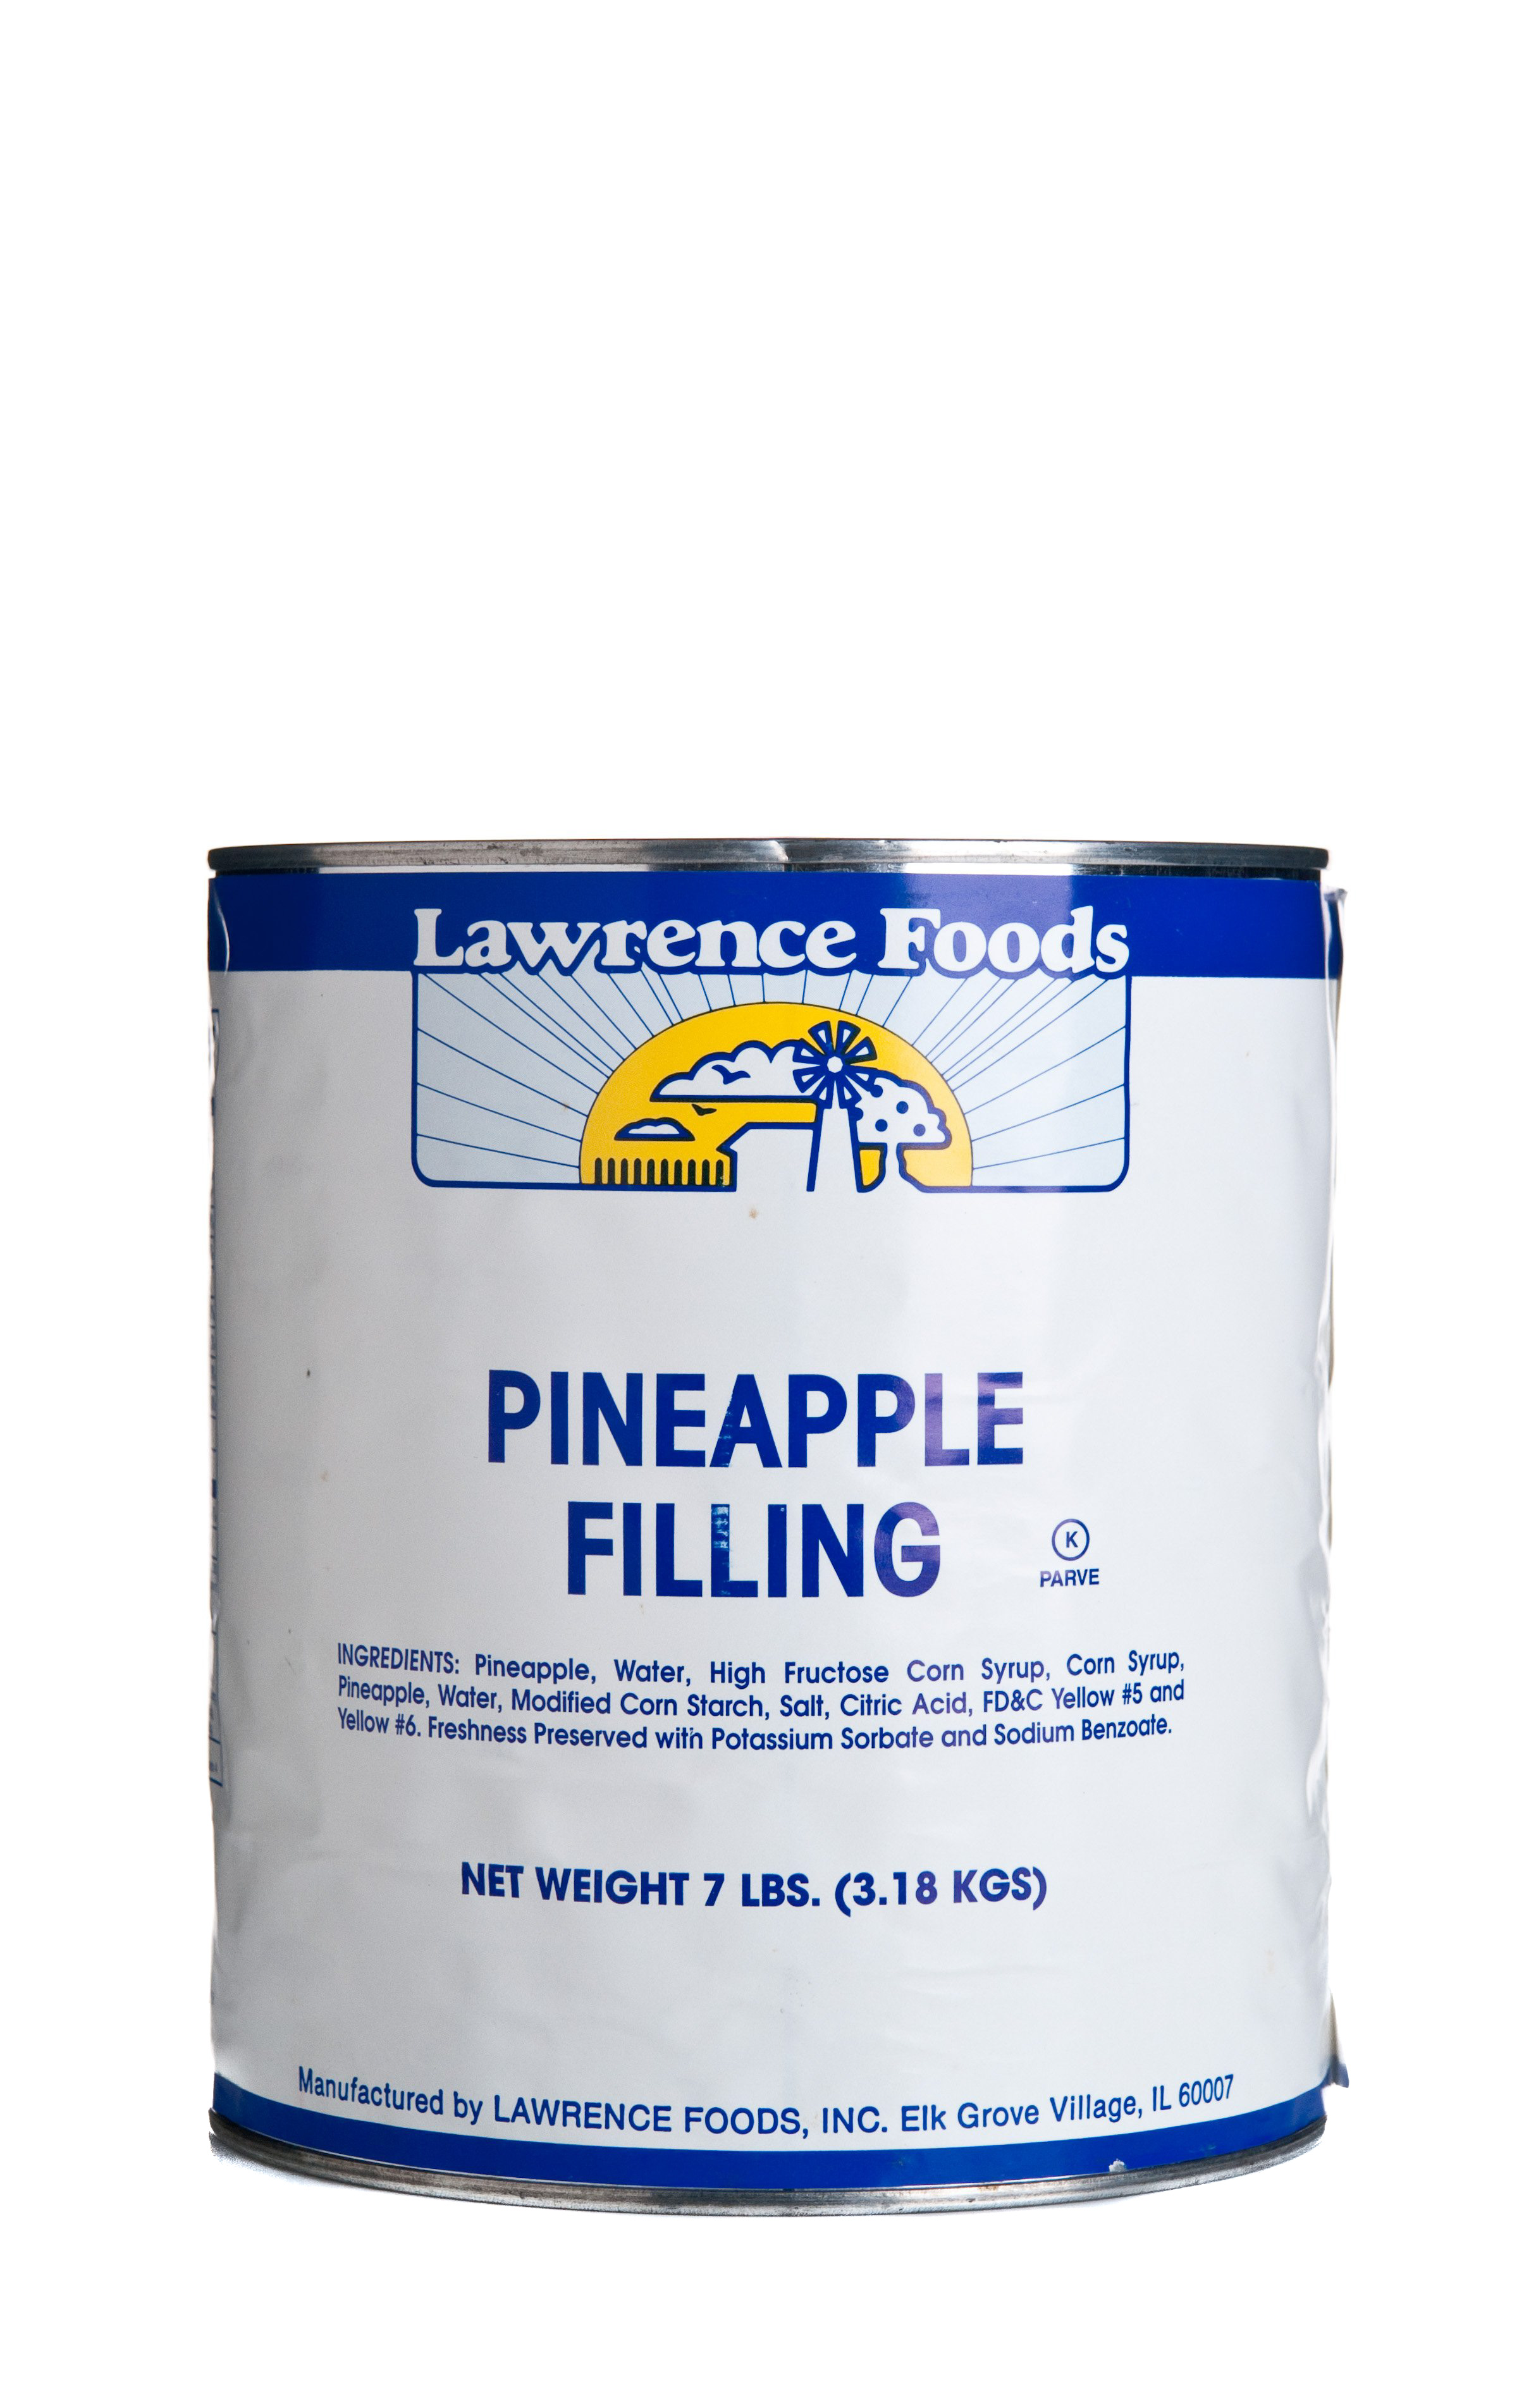 Lawrence Foods
PINEAPPLE
FILLING
K
PARVE
INGREDIENTS: Pineapple, Water, High Fructose Corn Syrup, Corn Syrup,
Pineapple, Water, Modified Corn Starch, Salt, Citric Acid, FD&C Yellow #5 and
Yellow #6. Freshness Preserved with Potassium Sorbate and Sodium Benzoate.
NET WEIGHT 7 LBS. (3.18 KGS)
Manufactured by LAWRENCE FOODS, INC. Elk Grove Village, IL 60007